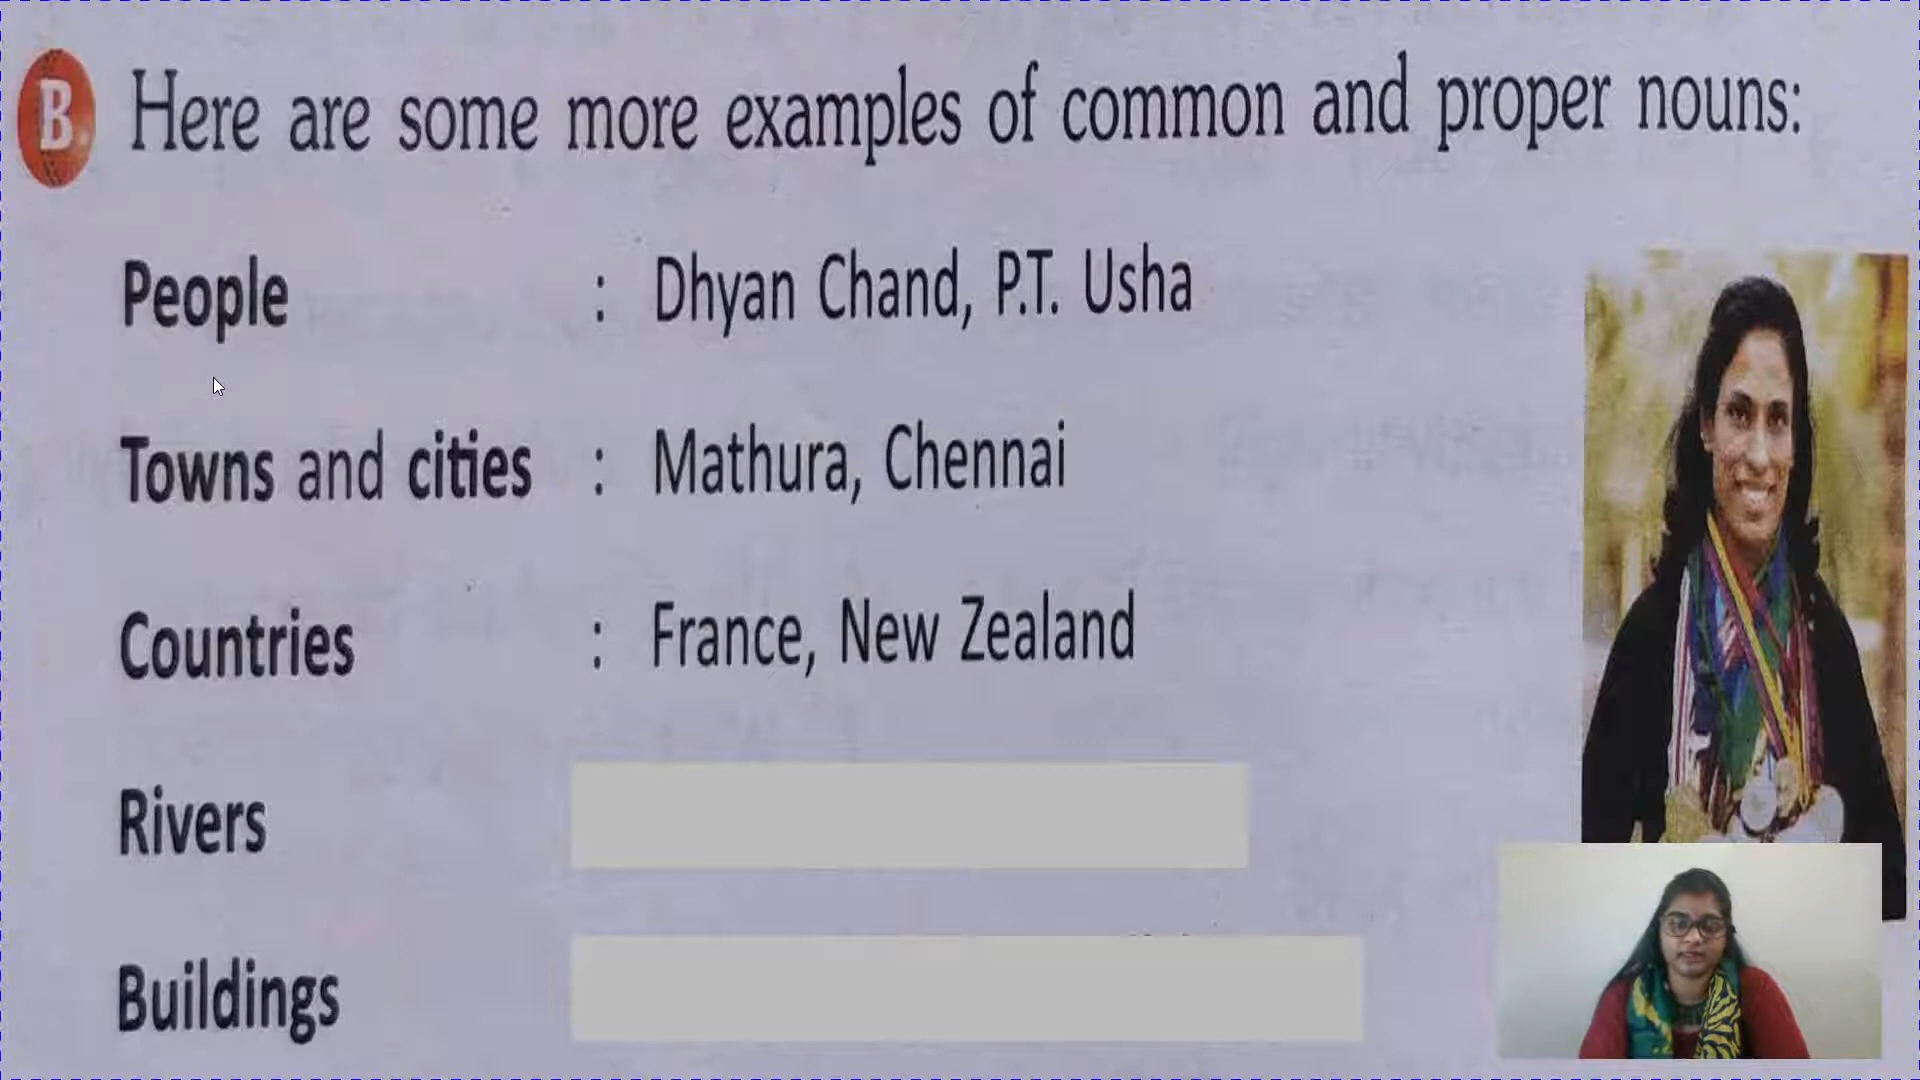 B. Here are some more examples of common and proper nouns:
People : Dhyan Chand, P.T. Usha
Towns and cities : Mathura, Chennai
Countries : France, New Zealand
Rivers
Buildings